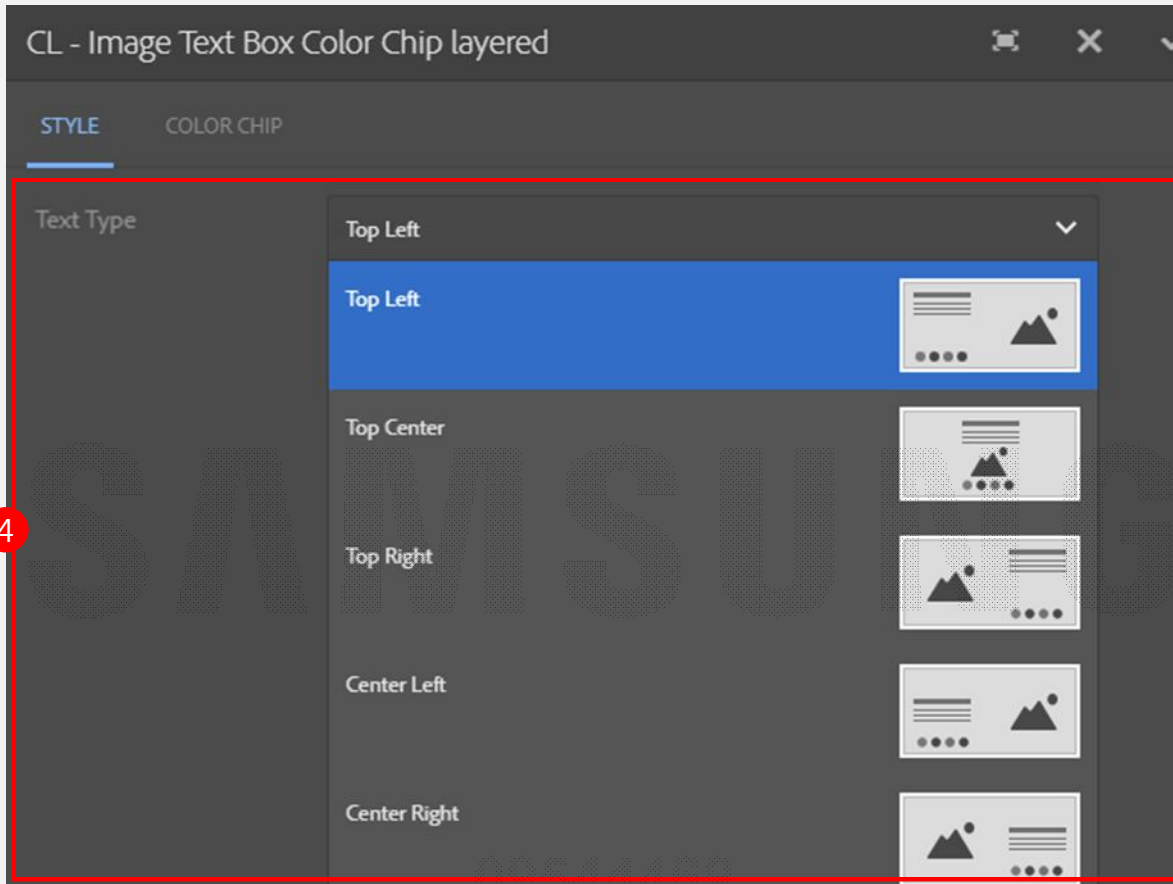 CL - Image Text Box Color Chip layered
STYLE COLOR CHIP
Text Type
Top Left
Top Left
Top Center
SAMSUNG
4
Top Right
Center Left
Center Right